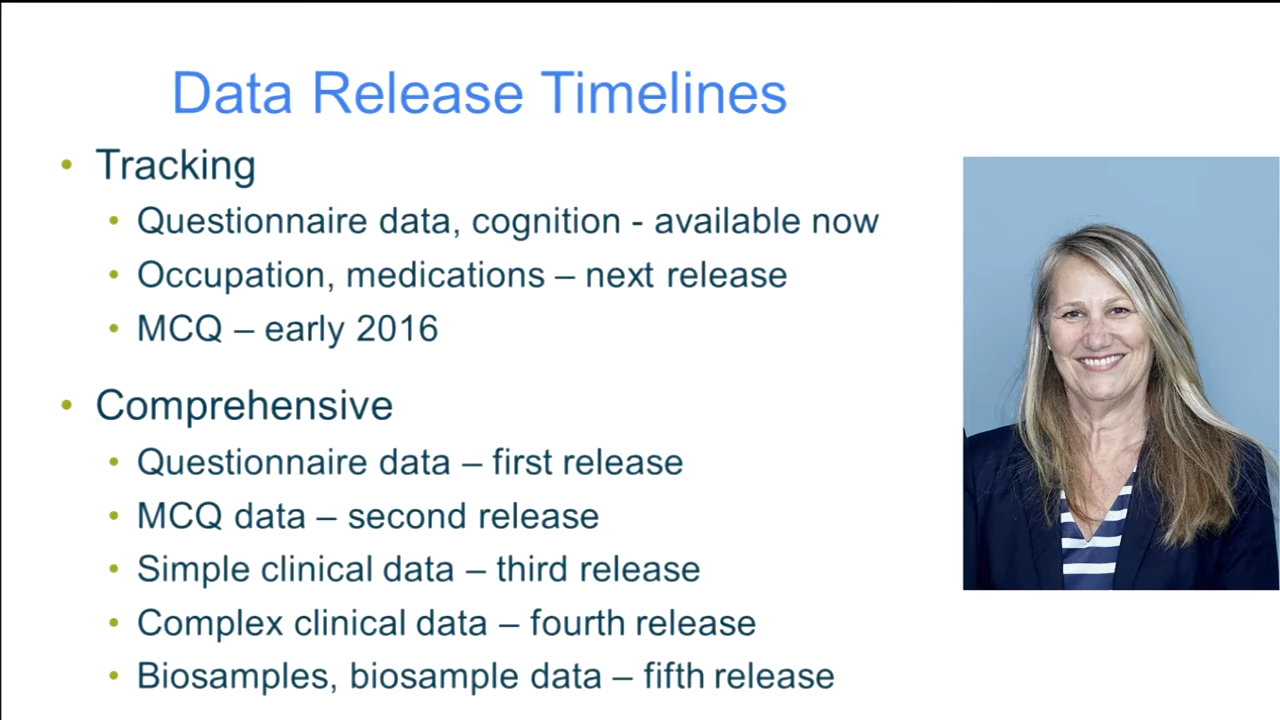 Data Release Timelines
• Tracking
• Questionnaire data, cognition - available now
• Occupation, medications – next release
• MCQ – early 2016
• Comprehensive
• Questionnaire data – first release
• MCQ data – second release
• Simple clinical data – third release
• Complex clinical data – fourth release
• Biosamples, biosample data – fifth release